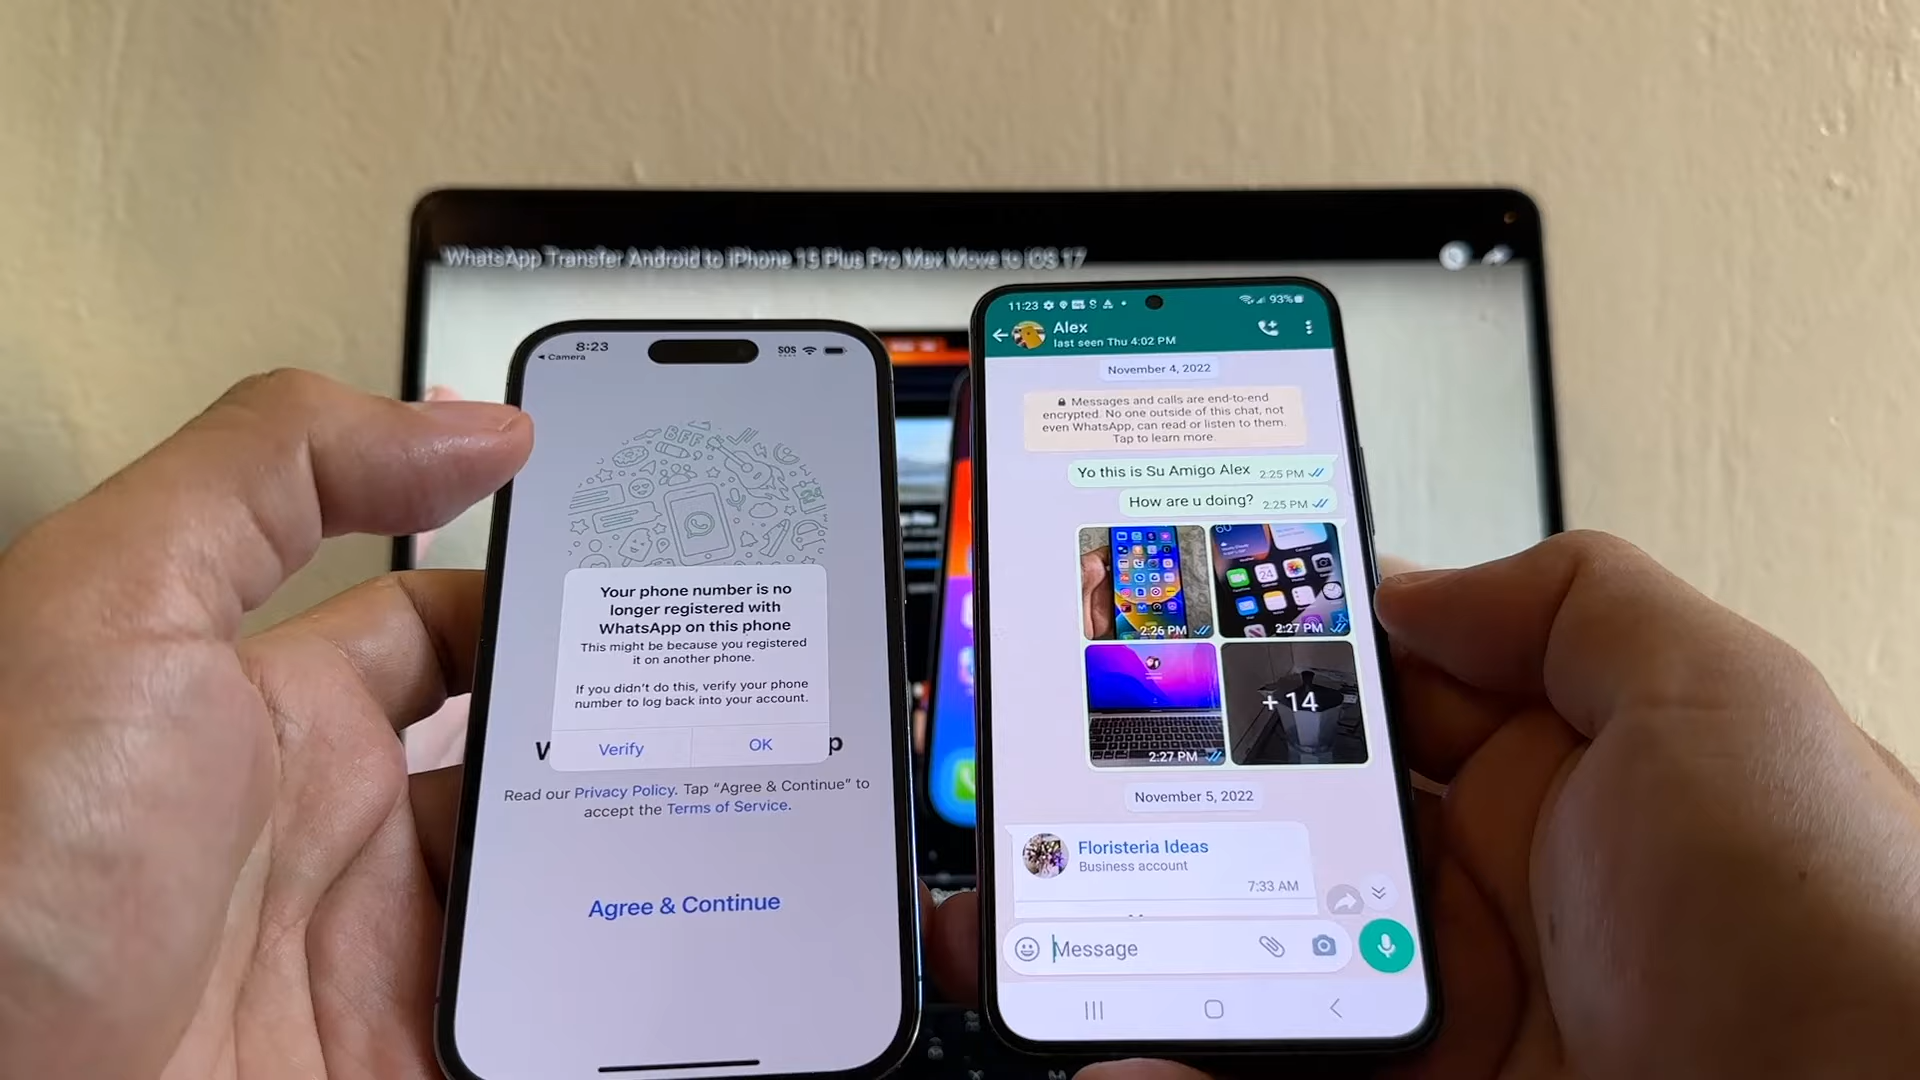 WhatsApp Transfer Android to iPhone 15 Plus Pro Max Move to iOS 17
8:23
SOS
Camera
BFF
Your phone number is no
longer registered with
WhatsApp on this phone
This might be because you registered
it on another phone.
If you didn't do this, verify your phone
number to log back into your account.
Verify
OK
W
p
Read our Privacy Policy. Tap “Agree & Continue” to
accept the Terms of Service.
Agree & Continue
11:23
93%
Alex
last seen Thu 4:02 PM
November 4, 2022
Messages and calls are end-to-end
encrypted. No one outside of this chat, not
even WhatsApp, can read or listen to them.
Tap to learn more.
Yo this is Su Amigo Alex 2:25 PM
How are u doing? 2:25 PM
24
2:26 PM
2:27 PM
2:27 PM
+ 14
November 5, 2022
Floristeria Ideas
Business account
7:33 AM
Message